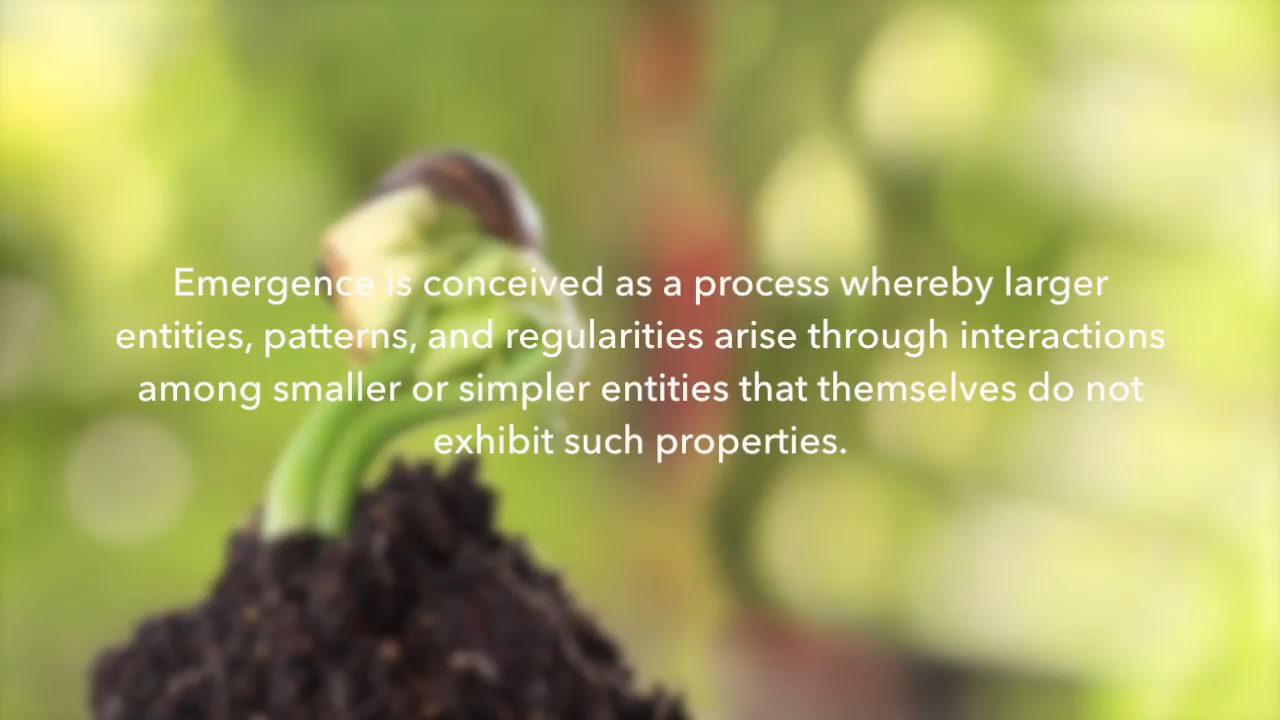 Emergence is conceived as a process whereby larger
entities, patterns, and regularities arise through interactions
among smaller or simpler entities that themselves do not
exhibit such properties.